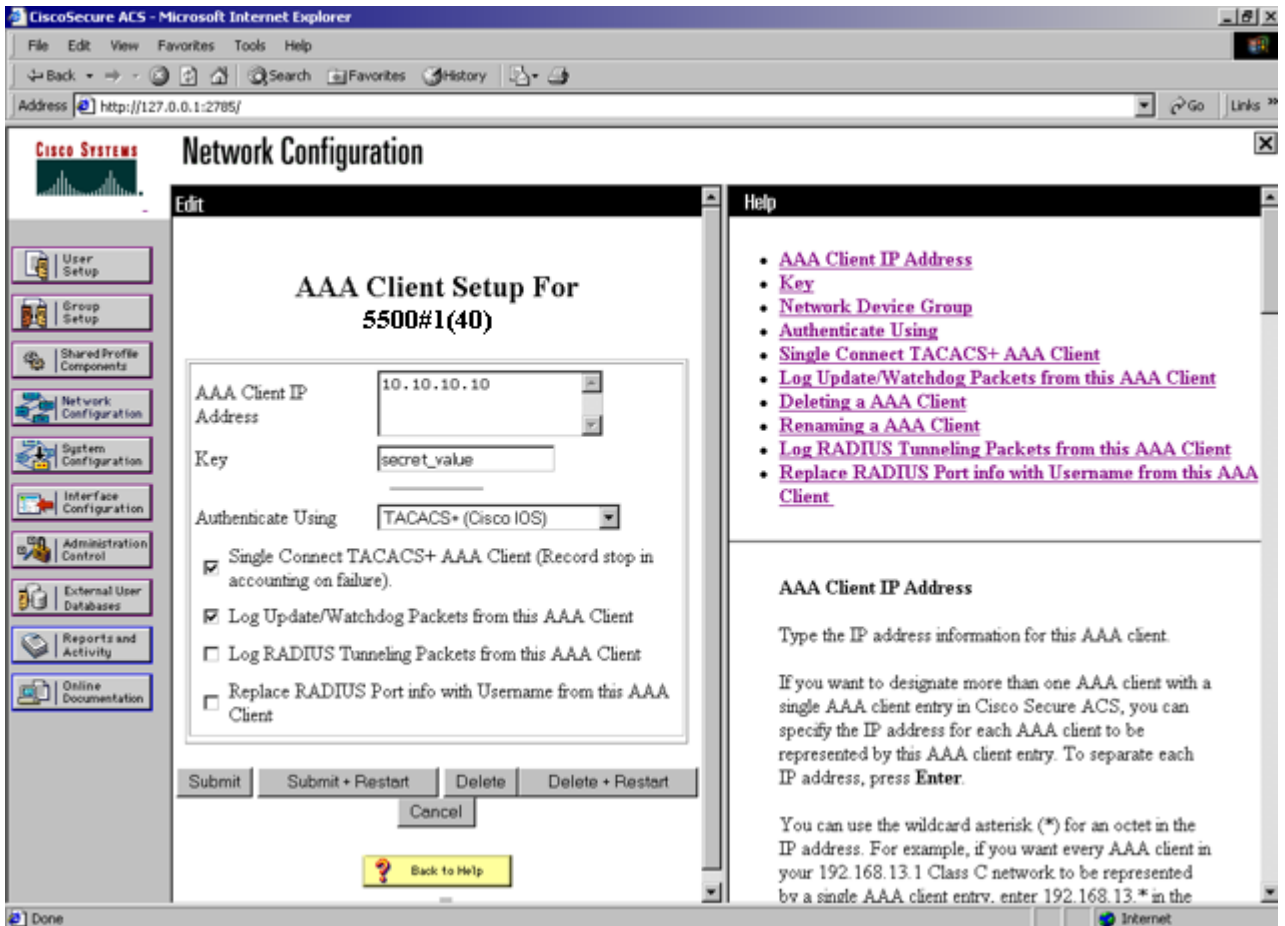 CiscoSecure ACS - Microsoft Internet Explorer
File Edit View Favorites Tools Help
Back Search Favorites History
Address http://127.0.0.1:2785/ Go Links »
CISCO SYSTEMS
Network Configuration
User
Setup
Group
Setup
Shared Profile
Components
Network
Configuration
System
Configuration
Interface
Configuration
Administration
Control
External User
Databases
Reports and
Activity
Online
Documentation
Edit
AAA Client Setup For
5500#1(40)
AAA Client IP
Address
10.10.10.10
Key secret_value
Authenticate Using TACACS+ (Cisco IOS)
Single Connect TACACS+ AAA Client (Record stop in
accounting on failure).
Log Update/Watchdog Packets from this AAA Client
Log RADIUS Tunneling Packets from this AAA Client
Replace RADIUS Port info with Username from this AAA
Client
Submit Submit + Restart Delete Delete + Restart
Cancel
? Back to Help
Help
• AAA Client IP Address
• Key
• Network Device Group
• Authenticate Using
• Single Connect TACACS+ AAA Client
• Log Update/Watchdog Packets from this AAA Client
• Deleting a AAA Client
• Renaming a AAA Client
• Log RADIUS Tunneling Packets from this AAA Client
• Replace RADIUS Port info with Username from this AAA
Client
AAA Client IP Address
Type the IP address information for this AAA client.
If you want to designate more than one AAA client with a
single AAA client entry in Cisco Secure ACS, you can
specify the IP address for each AAA client to be
represented by this AAA client entry. To separate each
IP address, press Enter.
You can use the wildcard asterisk (*) for an octet in the
IP address. For example, if you want every AAA client in
your 192.168.13.1 Class C network to be represented
by a single AAA client entry, enter 192.168.13.* in the
Done Internet